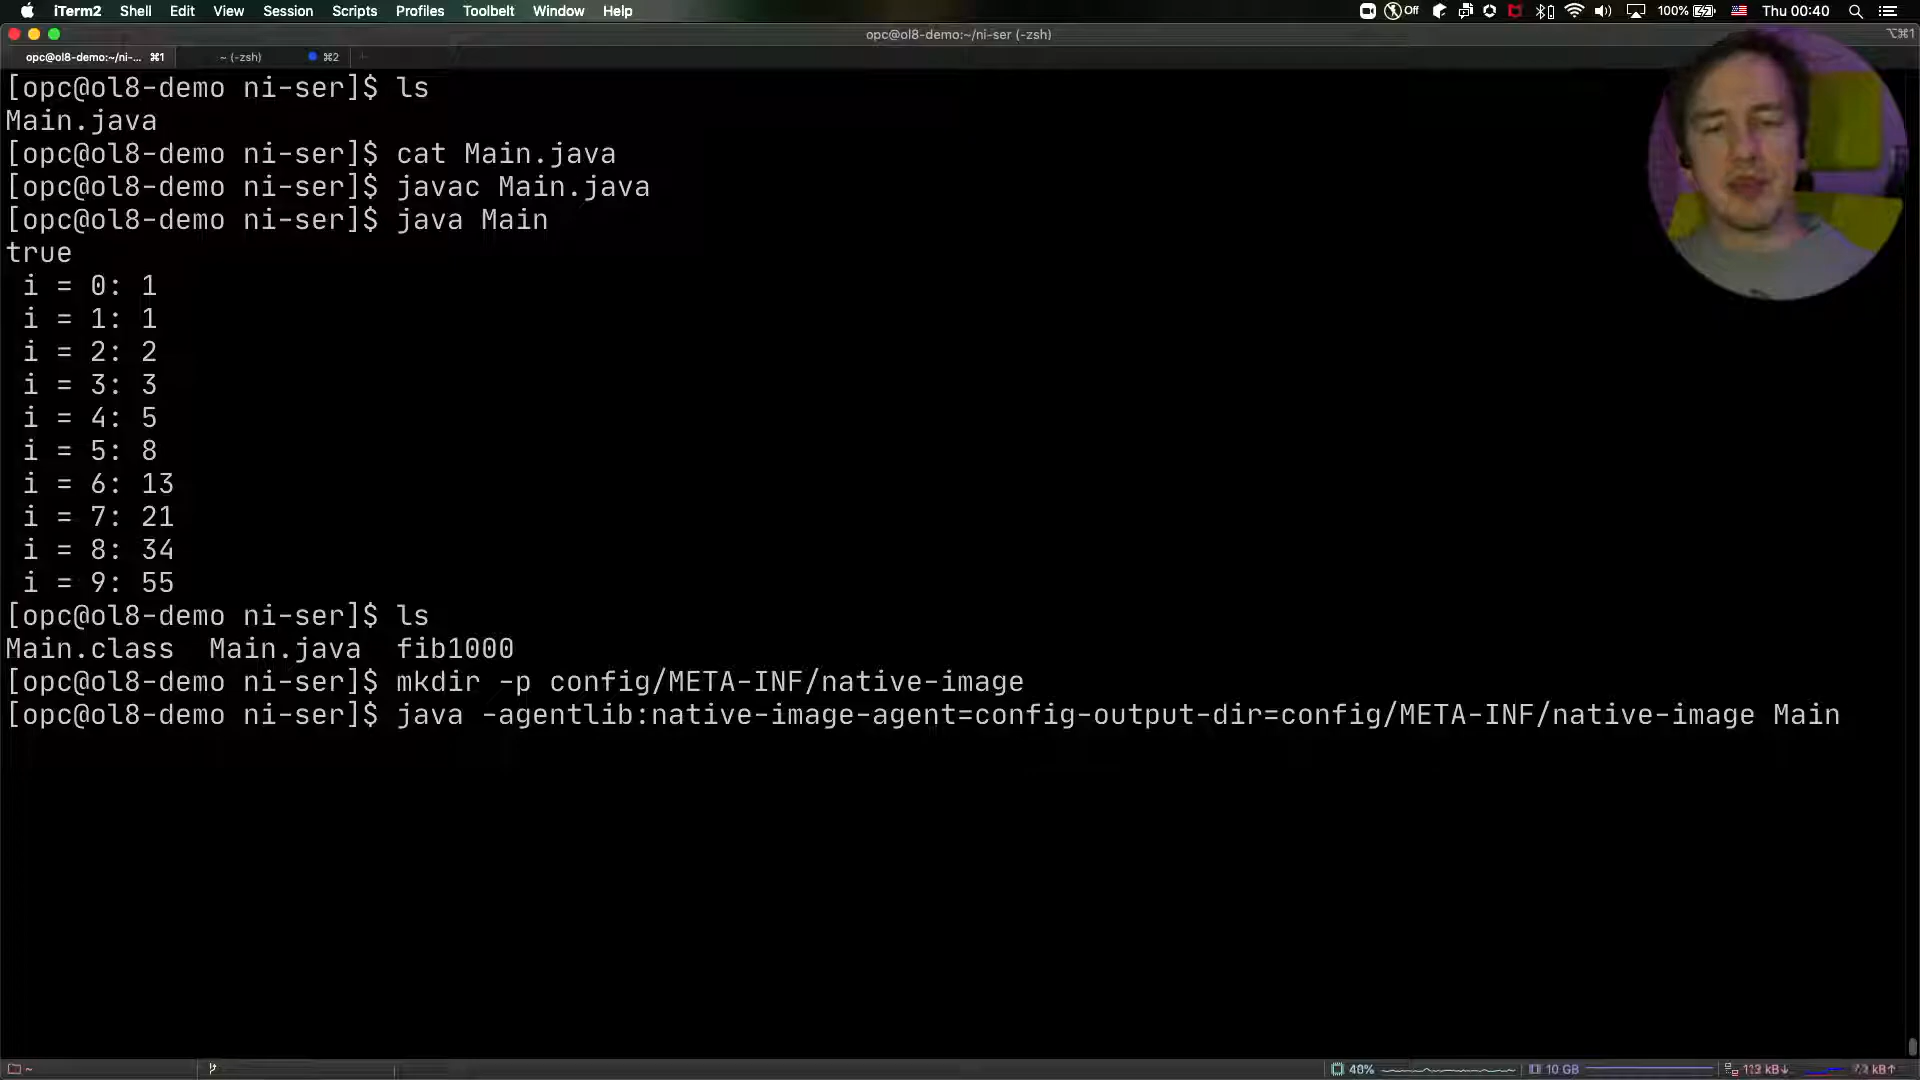 iTerm2 Shell Edit View Session Scripts Profiles Toolbelt Window Help Off 100% Thu 00:40
opc@ol8-demo:~/ni-ser (-zsh) ⌥⌘1
opc@ol8-demo:~/ni-... ⌘1 ~ (-zsh) ⌘2
[opc@ol8-demo ni-ser]$ ls
Main.java
[opc@ol8-demo ni-ser]$ cat Main.java
[opc@ol8-demo ni-ser]$ javac Main.java
[opc@ol8-demo ni-ser]$ java Main
true
i = 0: 1
i = 1: 1
i = 2: 2
i = 3: 3
i = 4: 5
i = 5: 8
i = 6: 13
i = 7: 21
i = 8: 34
i = 9: 55
[opc@ol8-demo ni-ser]$ ls
Main.class Main.java fib1000
[opc@ol8-demo ni-ser]$ mkdir -p config/META-INF/native-image
[opc@ol8-demo ni-ser]$ java -agentlib:native-image-agent=config-output-dir=config/META-INF/native-image Main
~ 40% 10 GB 113 kB↓